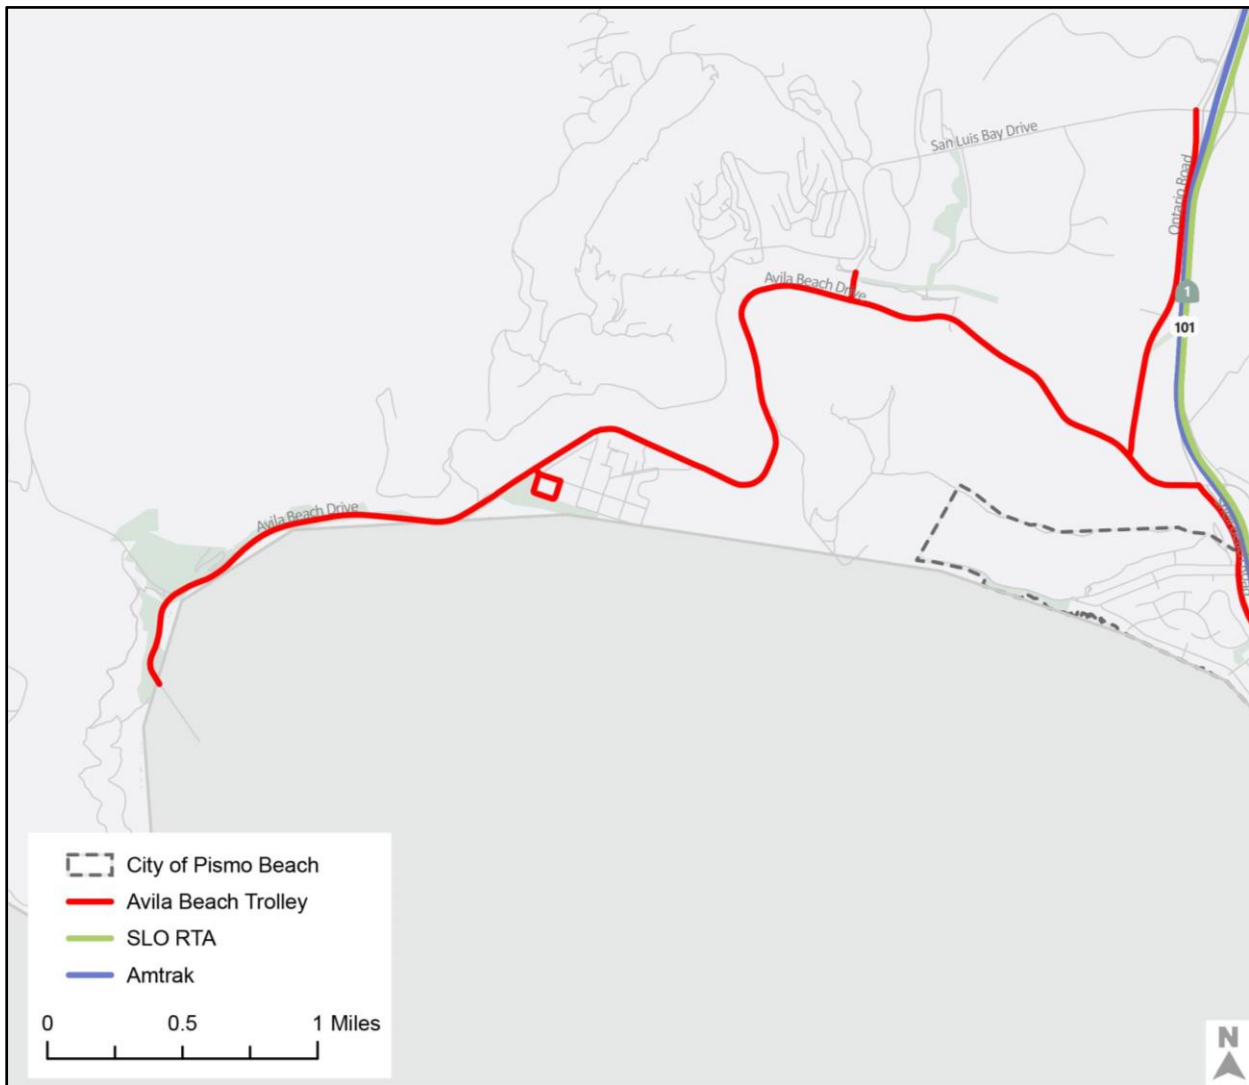 San Luis Bay Drive
Ontario Road
Avila Beach Drive
1
101
Avila Beach Drive
City of Pismo Beach
Avila Beach Trolley
SLO RTA
Amtrak
0 0.5 1 Miles
N